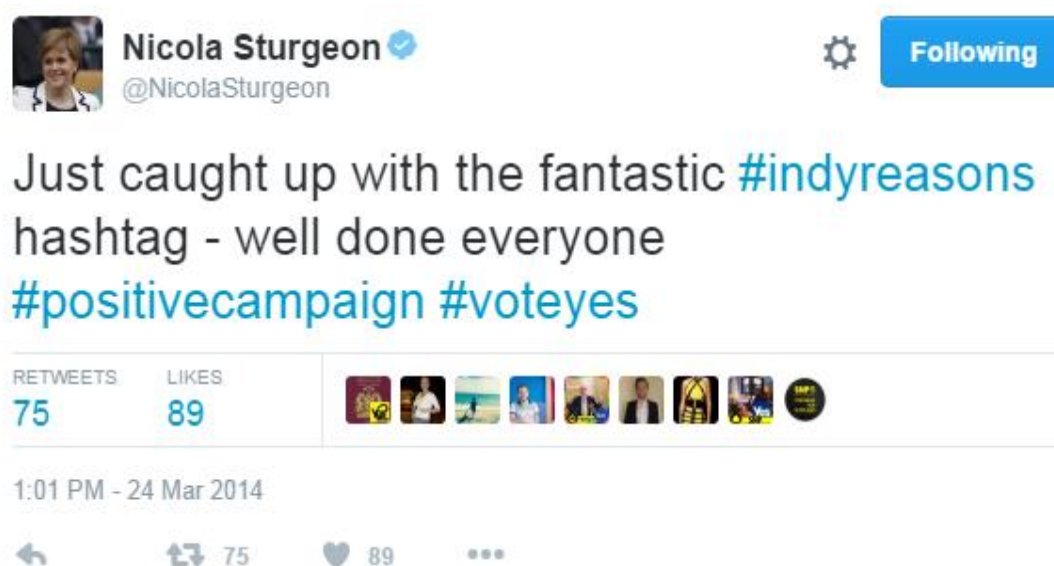 Nicola Sturgeon
@NicolaSturgeon
Following
Just caught up with the fantastic #indyreasons
hashtag - well done everyone
#positivecampaign #voteyes
RETWEETS LIKES
75 89
1:01 PM - 24 Mar 2014
75 89